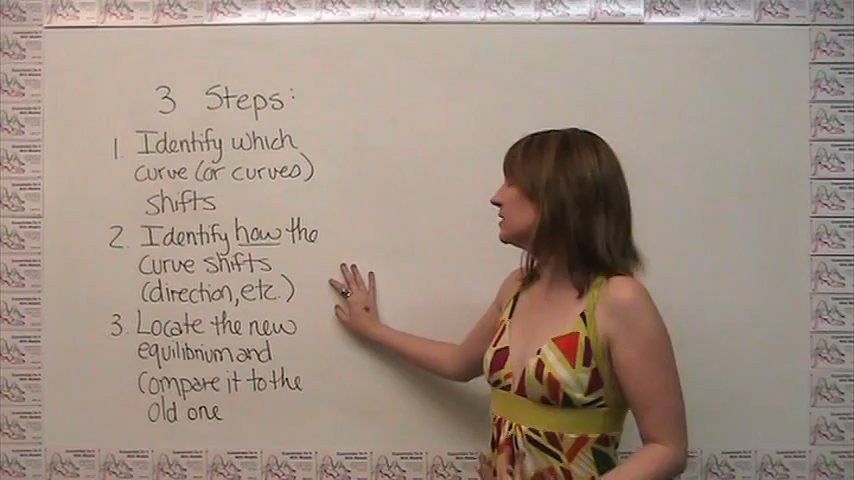 3 Steps:
1. Identify which
curve (or curves)
shifts
2. Identify how the
curve shifts
(direction, etc.)
3. Locate the new
equilibrium and
compare it to the
old one